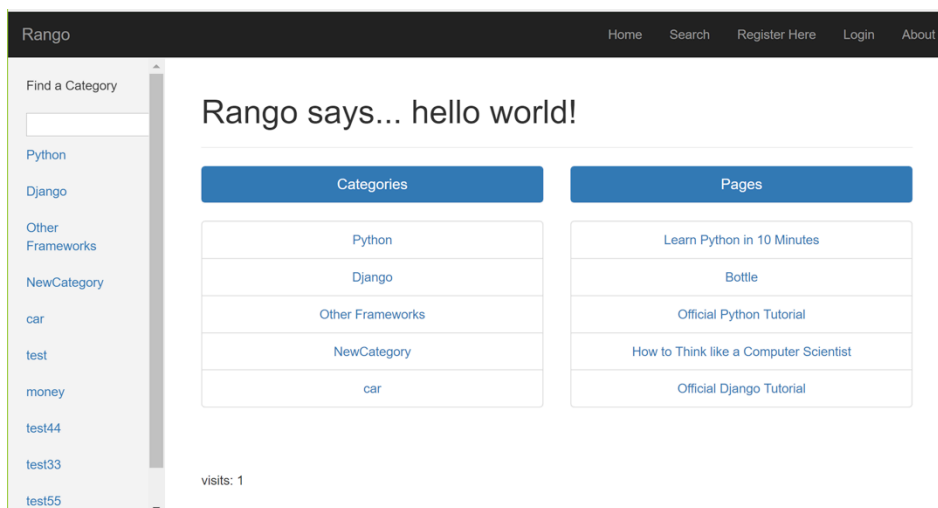 Rango
Home Search Register Here Login About
Find a Category
Python
Django
Other
Frameworks
NewCategory
car
test
money
test44
test33
test55
Rango says... hello world!
Categories
Python
Django
Other Frameworks
NewCategory
car
Pages
Learn Python in 10 Minutes
Bottle
Official Python Tutorial
How to Think like a Computer Scientist
Official Django Tutorial
visits: 1